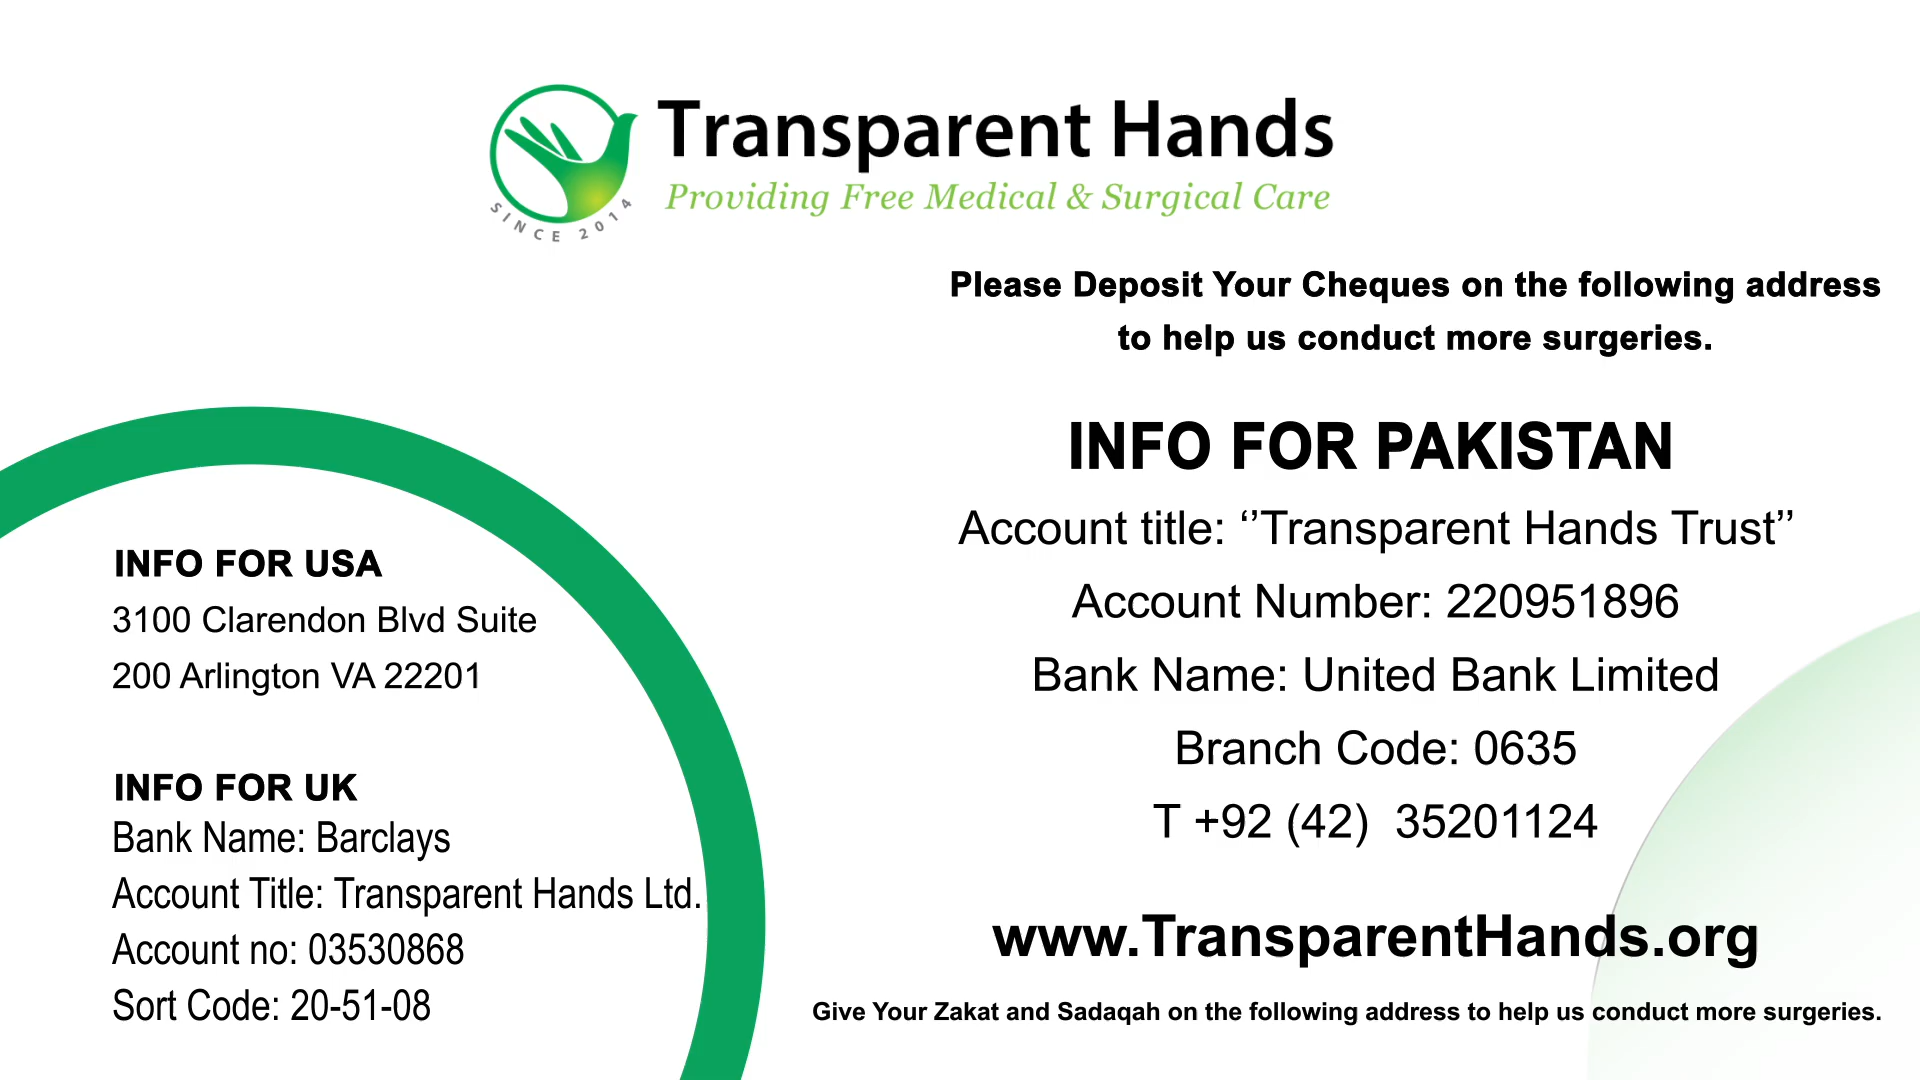 Transparent Hands
Providing Free Medical & Surgical Care
SINCE 2014
Please Deposit Your Cheques on the following address
to help us conduct more surgeries.
INFO FOR PAKISTAN
Account title: ‘’Transparent Hands Trust’’
Account Number: 220951896
Bank Name: United Bank Limited
Branch Code: 0635
T +92 (42)  35201124
www.TransparentHands.org
Give Your Zakat and Sadaqah on the following address to help us conduct more surgeries.
INFO FOR USA
3100 Clarendon Blvd Suite
200 Arlington VA 22201
INFO FOR UK
Bank Name: Barclays
Account Title: Transparent Hands Ltd.
Account no: 03530868
Sort Code: 20-51-08